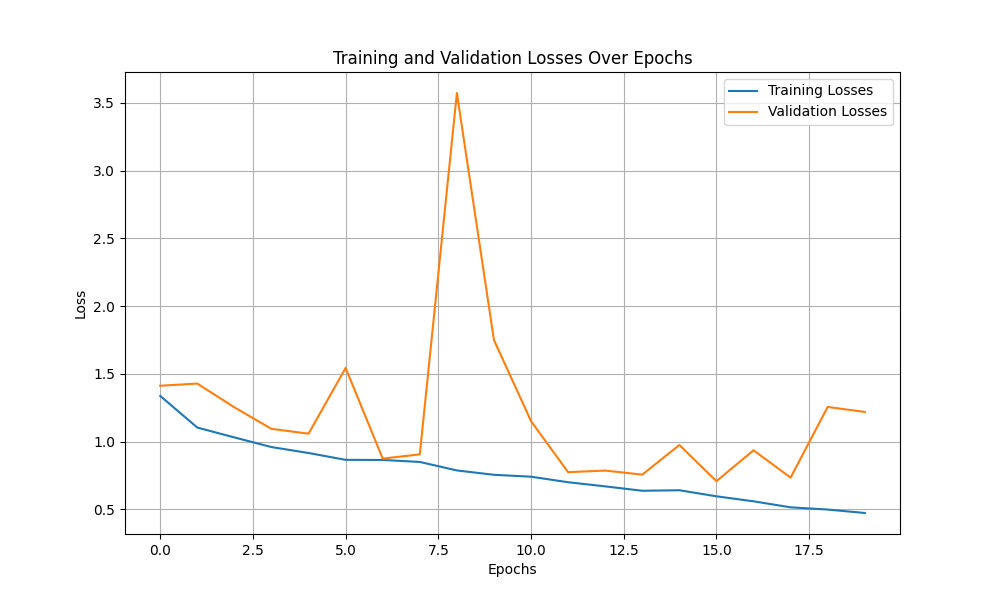 Training and Validation Losses Over Epochs
Training Losses
Validation Losses
3.5
3.0
2.5
2.0
1.5
1.0
0.5
Loss
0.0 2.5 5.0 7.5 10.0 12.5 15.0 17.5
Epochs